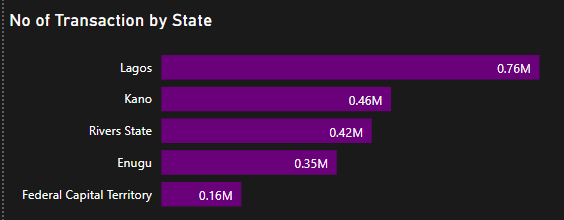 No of Transaction by State
Lagos 0.76M
Kano 0.46M
Rivers State 0.42M
Enugu 0.35M
Federal Capital Territory 0.16M